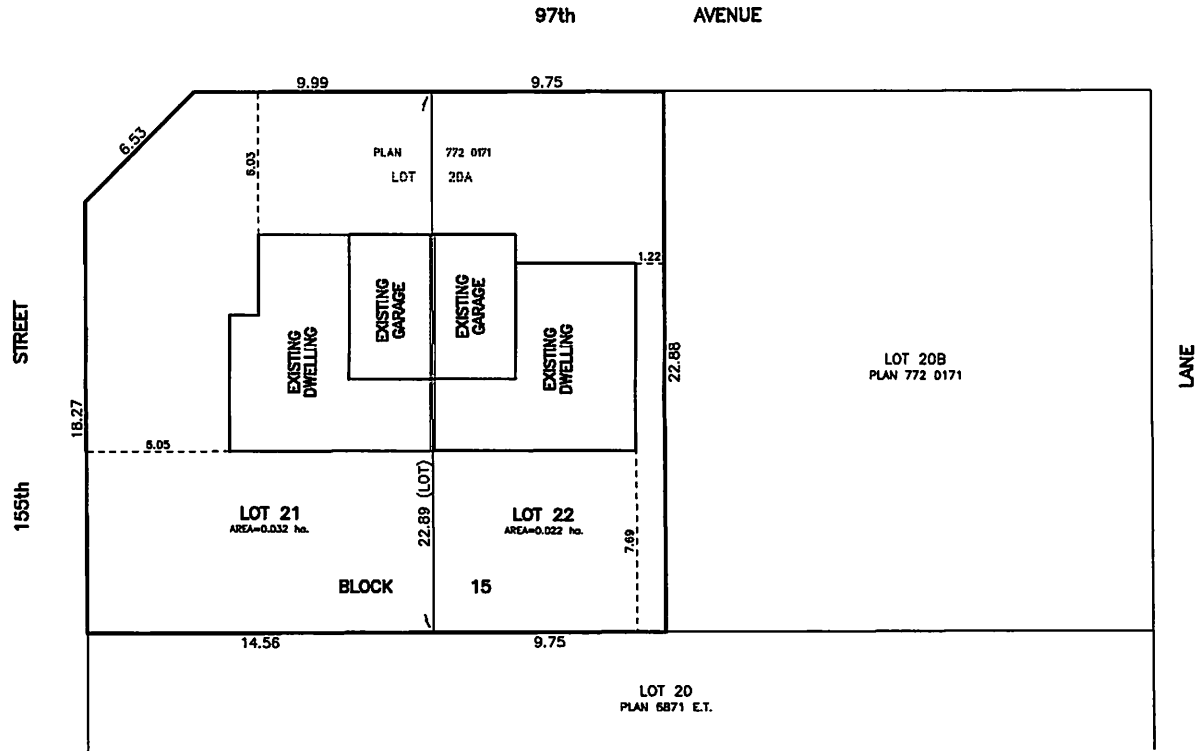 97th AVENUE
9.99
9.75
6.53
6.03
PLAN 772 0171
LOT 20A
1.22
EXISTING
GARAGE
EXISTING
GARAGE
EXISTING
DWELLING
EXISTING
DWELLING
STREET
155th
18.27
22.88
LOT 20B
PLAN 772 0171
LANE
6.05
22.89 (LOT)
LOT 21
AREA=0.032 ha.
LOT 22
AREA=0.022 ha.
7.69
BLOCK 15
14.56
9.75
LOT 20
PLAN 6871 E.T.